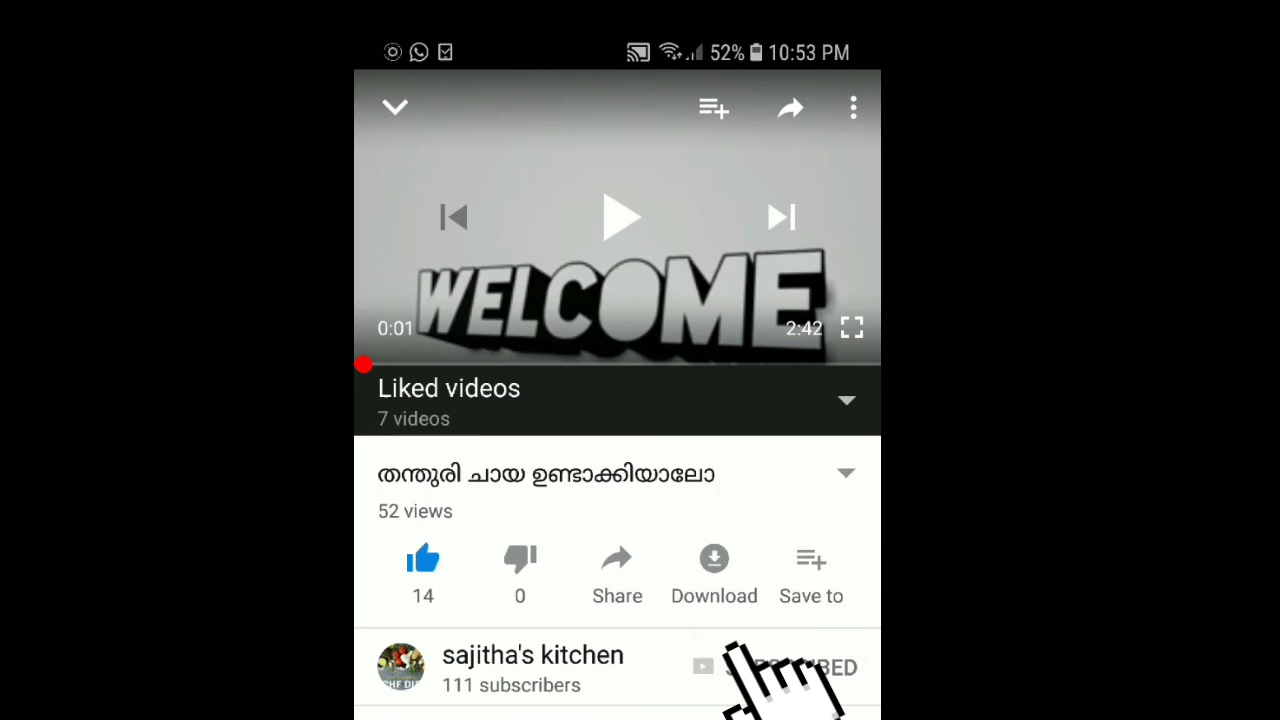 52% 10:53 PM
WELCOME
0:01 2:42
Liked videos
7 videos
തന്തുരി ചായ ഉണ്ടാക്കിയാലോ
52 views
14 0 Share Download Save to
sajitha's kitchen
111 subscribers